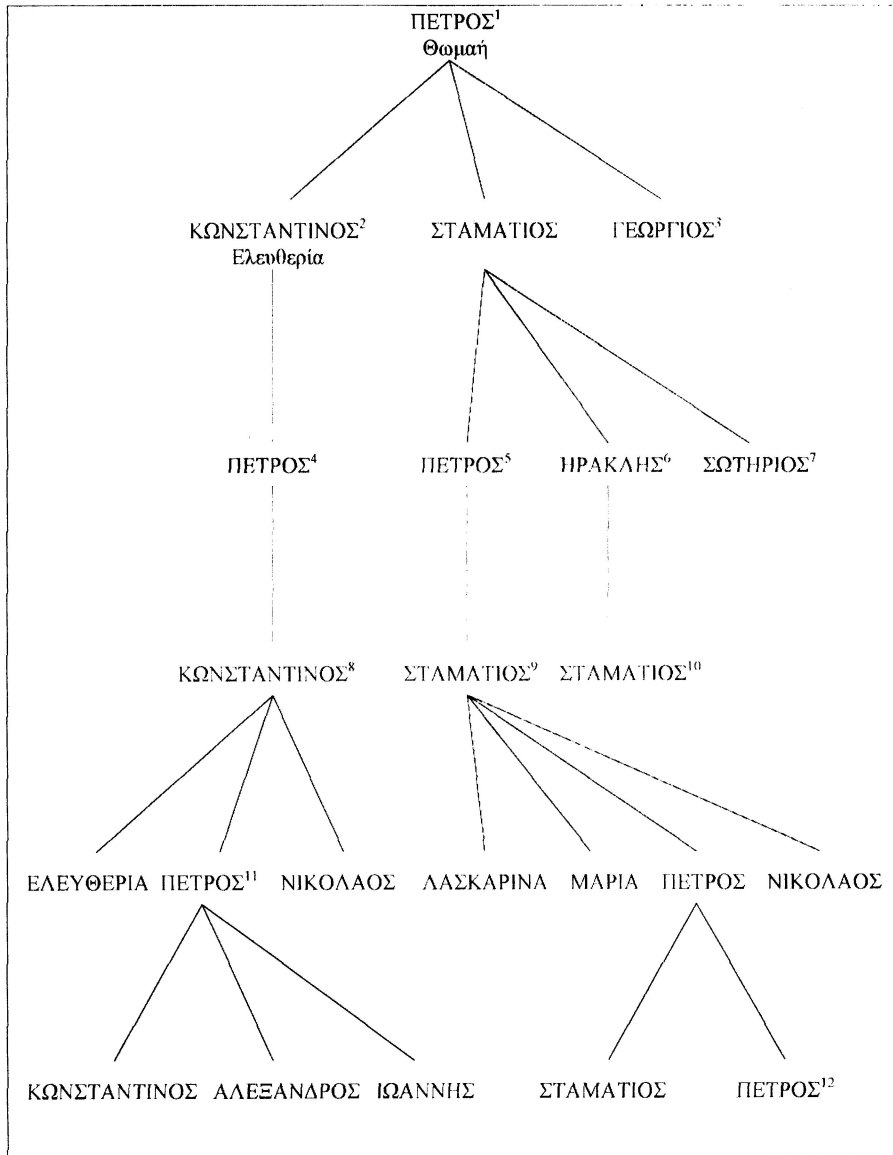 ΠΕΤΡΟΣ¹
Θωμαή
ΚΩΝΣΤΑΝΤΙΝΟΣ² ΣΤΑΜΑΤΙΟΣ ΓΕΩΡΓΙΟΣ³
Ελευθερία
ΠΕΤΡΟΣ⁴ ΠΕΤΡΟΣ⁵ ΗΡΑΚΛΗΣ⁶ ΣΩΤΗΡΙΟΣ⁷
ΚΩΝΣΤΑΝΤΙΝΟΣ⁸ ΣΤΑΜΑΤΙΟΣ⁹ ΣΤΑΜΑΤΙΟΣ¹⁰
ΕΛΕΥΘΕΡΙΑ ΠΕΤΡΟΣ¹¹ ΝΙΚΟΛΑΟΣ ΛΑΣΚΑΡΙΝΑ ΜΑΡΙΑ ΠΕΤΡΟΣ ΝΙΚΟΛΑΟΣ
ΚΩΝΣΤΑΝΤΙΝΟΣ ΑΛΕΞΑΝΔΡΟΣ ΙΩΑΝΝΗΣ ΣΤΑΜΑΤΙΟΣ ΠΕΤΡΟΣ¹²